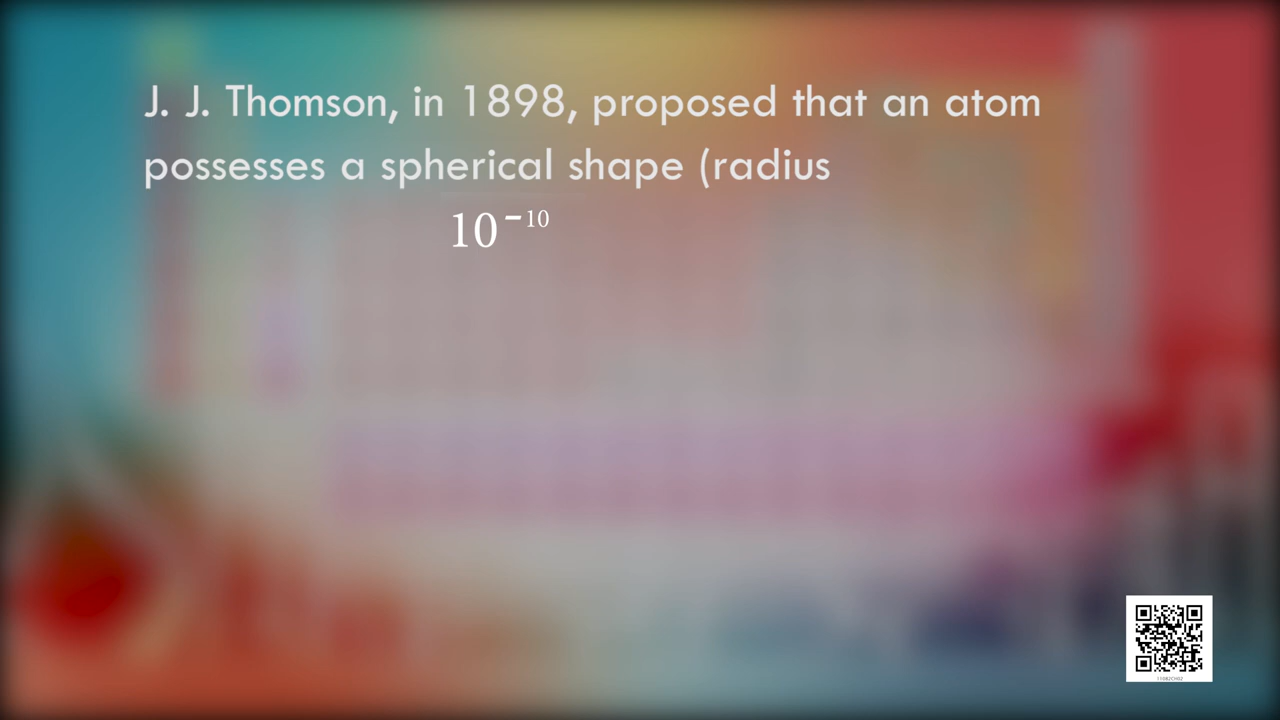 J. J. Thomson, in 1898, proposed that an atom
possesses a spherical shape (radius
10⁻¹⁰